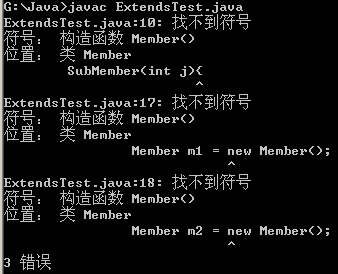 G:\Java>javac ExtendsTest.java
ExtendsTest.java:10: 找不到符号
符号： 构造函数 Member()
位置： 类 Member
SubMember(int j){
^
ExtendsTest.java:17: 找不到符号
符号： 构造函数 Member()
位置： 类 Member
Member m1 = new Member();
^
ExtendsTest.java:18: 找不到符号
符号： 构造函数 Member()
位置： 类 Member
Member m2 = new Member();
^
3 错误